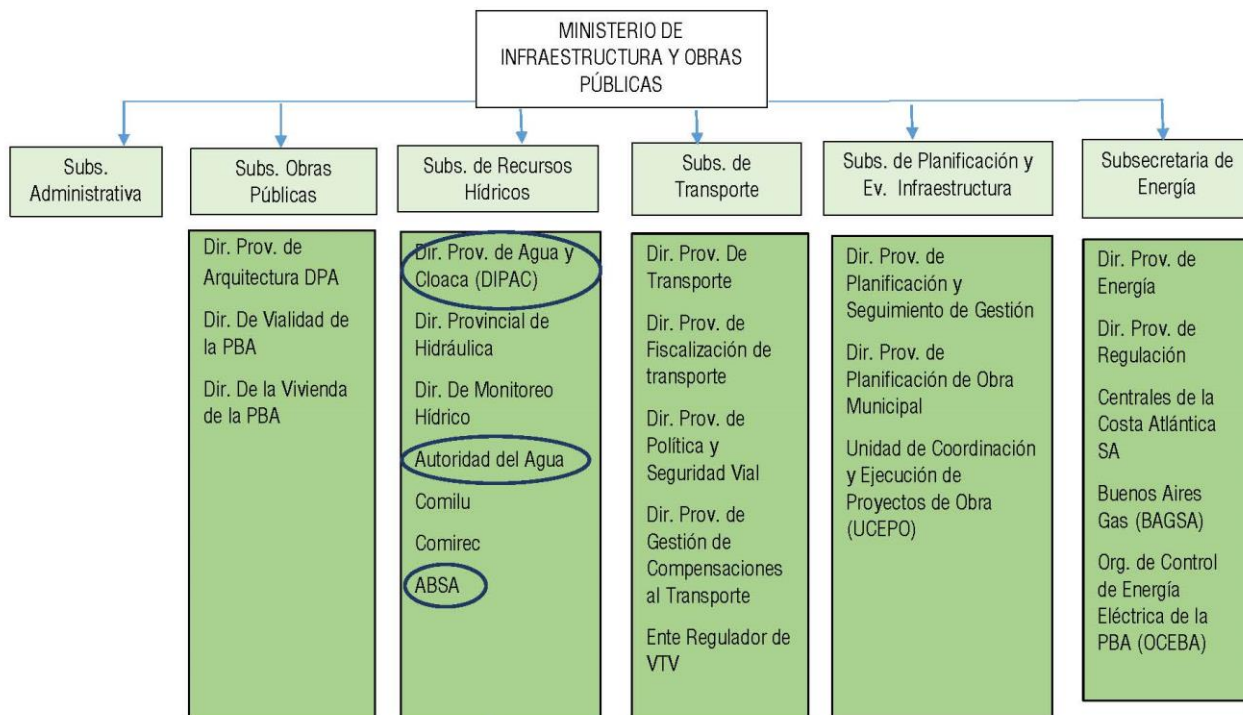 MINISTERIO DE
INFRAESTRUCTURA Y OBRAS
PÚBLICAS
Subs.
Administrativa
Subs. Obras
Públicas
Subs. de Recursos
Hídricos
Subs. de
Transporte
Subs. de Planificación y
Ev. Infraestructura
Subsecretaria de
Energía
Dir. Prov. de
Arquitectura DPA
Dir. De Vialidad de
la PBA
Dir. De la Vivienda
de la PBA
Dir. Prov. de Agua y
Cloaca (DIPAC)
Dir. Provincial de
Hidráulica
Dir. De Monitoreo
Hídrico
Autoridad del Agua
Comilu
Comirec
ABSA
Dir. Prov. De
Transporte
Dir. Prov. de
Fiscalización de
transporte
Dir. Prov. de
Política y
Seguridad Vial
Dir. Prov. de
Gestión de
Compensaciones
al Transporte
Ente Regulador de
VTV
Dir. Prov. de
Planificación y
Seguimiento de Gestión
Dir. Prov. de
Planificación de Obra
Municipal
Unidad de Coordinación
y Ejecución de
Proyectos de Obra
(UCEPO)
Dir. Prov. de
Energía
Dir. Prov. de
Regulación
Centrales de la
Costa Atlántica
SA
Buenos Aires
Gas (BAGSA)
Org. de Control
de Energía
Eléctrica de la
PBA (OCEBA)